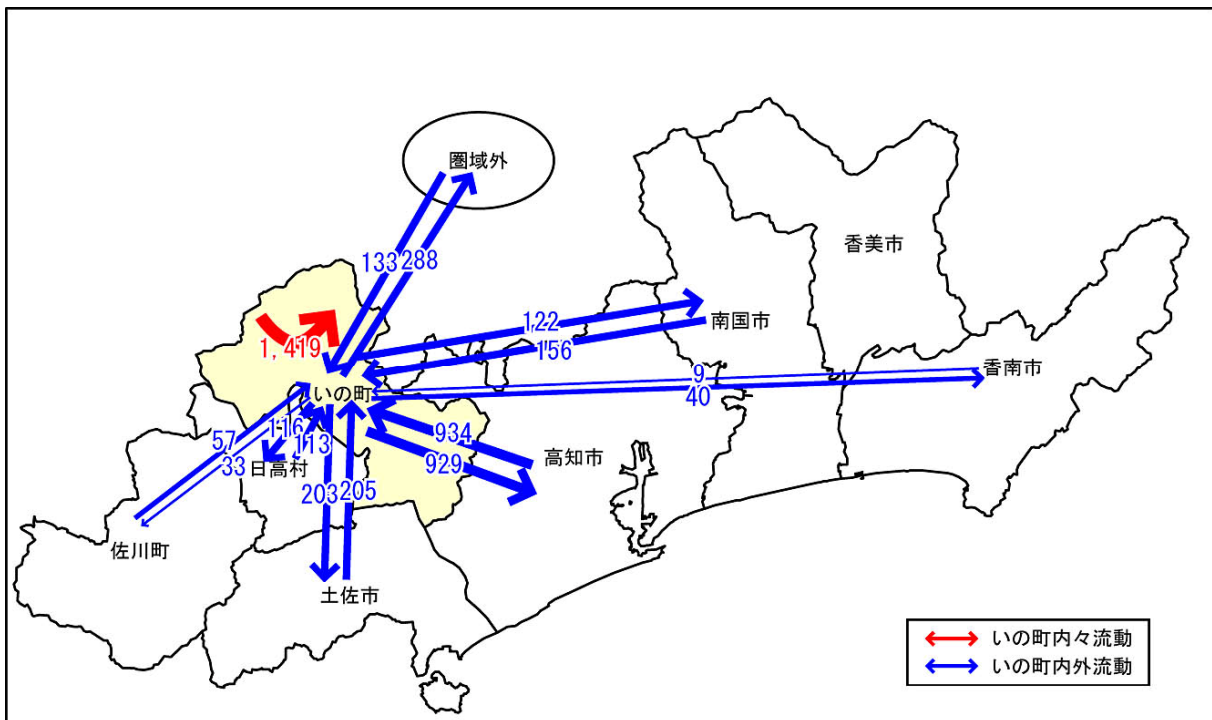 圏域外
香美市
133
288
122
南国市
156
1,419
香南市
9
いの町
40
57
116
934
高知市
113
929
33
日高村
203
205
佐川町
土佐市
いの町内々流動
いの町内外流動